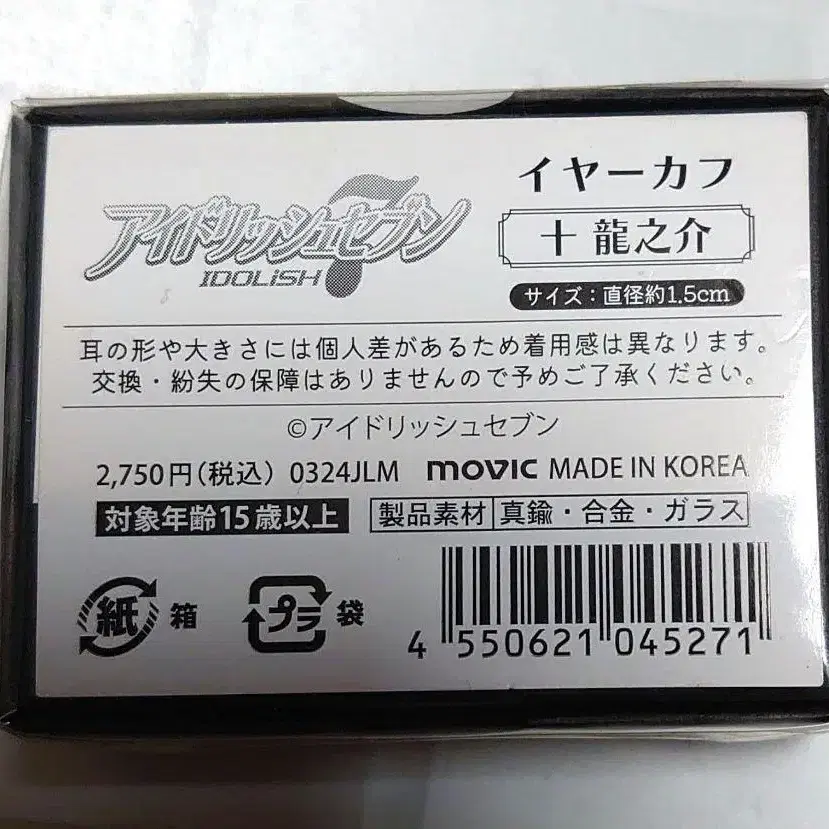 アイドリッシュセブン
IDOLiSH7
イヤーカフ
十 龍之介
サイズ：直径約1.5cm
耳の形や大きさには個人差があるため着用感は異なります。
交換・紛失の保障はありませんので予めご了承ください。
©アイドリッシュセブン
2,750円(税込) 0324JLM movic MADE IN KOREA
対象年齢15歳以上 製品素材 真鍮・合金・ガラス
紙 箱 プラ 袋
4 550621 045271